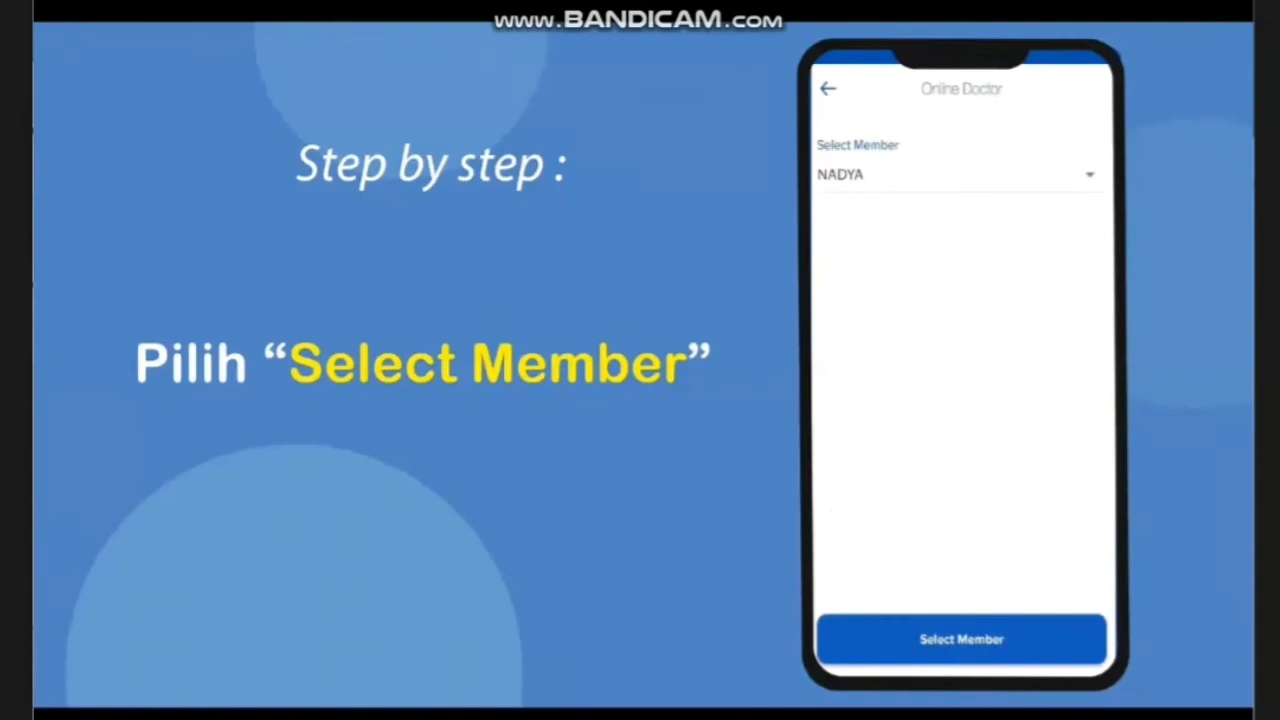 www.BANDICAM.com
Step by step :
Pilih “Select Member”
Online Doctor
Select Member
NADYA
Select Member